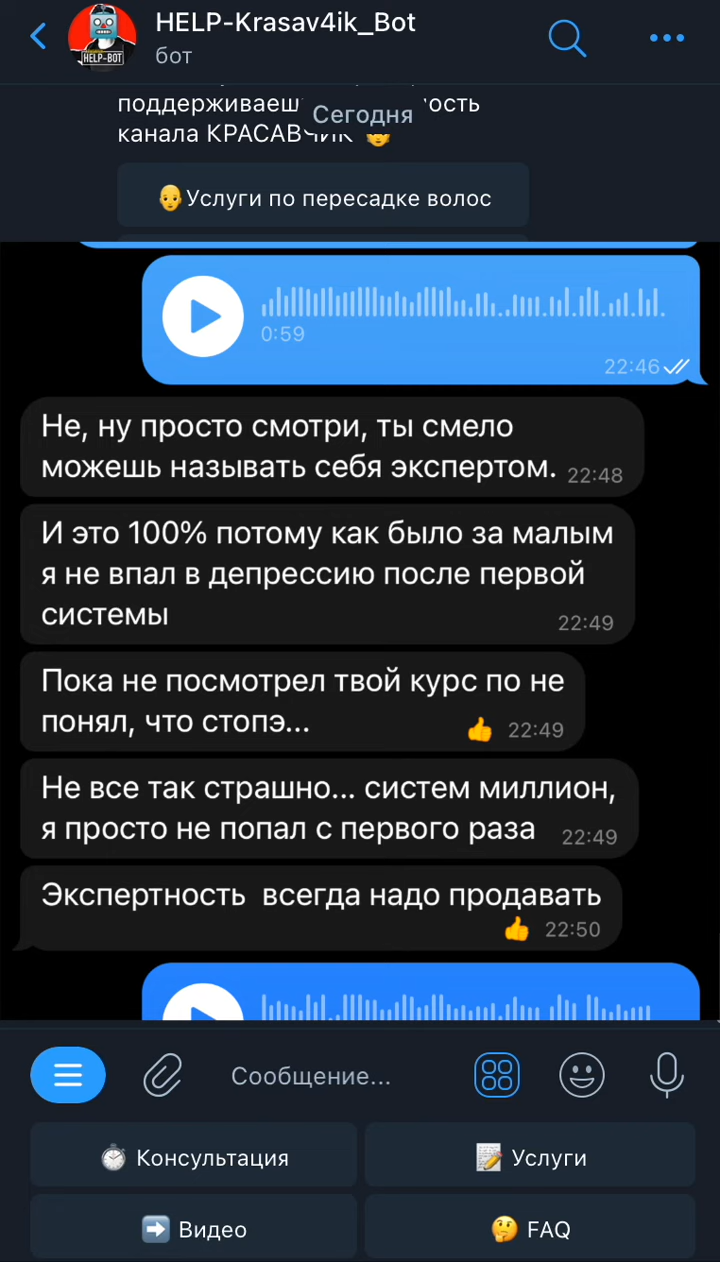 HELP-Krasav4ik_Bot
HELP-BOT
бот
поддерживаеш ость
Сегодня
канала КРАСАВЧИК
Услуги по пересадке волос
0:59
22:46
Не, ну просто смотри, ты смело
можешь называть себя экспертом. 22:48
И это 100% потому как было за малым
я не впал в депрессию после первой
системы 22:49
Пока не посмотрел твой курс по не
понял, что стопэ... 22:49
Не все так страшно... систем миллион,
я просто не попал с первого раза 22:49
Экспертность всегда надо продавать
22:50
Сообщение...
Консультация
Услуги
Видео
FAQ